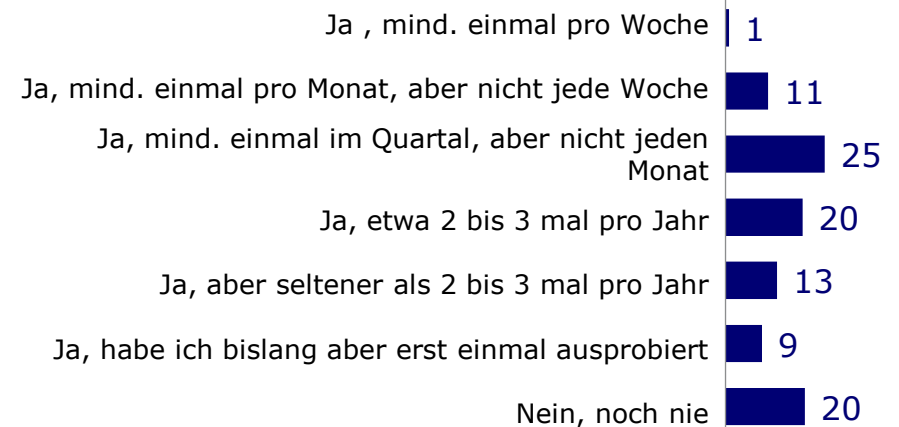 Ja , mind. einmal pro Woche 1
Ja, mind. einmal pro Monat, aber nicht jede Woche 11
Ja, mind. einmal im Quartal, aber nicht jeden
Monat 25
Ja, etwa 2 bis 3 mal pro Jahr 20
Ja, aber seltener als 2 bis 3 mal pro Jahr 13
Ja, habe ich bislang aber erst einmal ausprobiert 9
Nein, noch nie 20